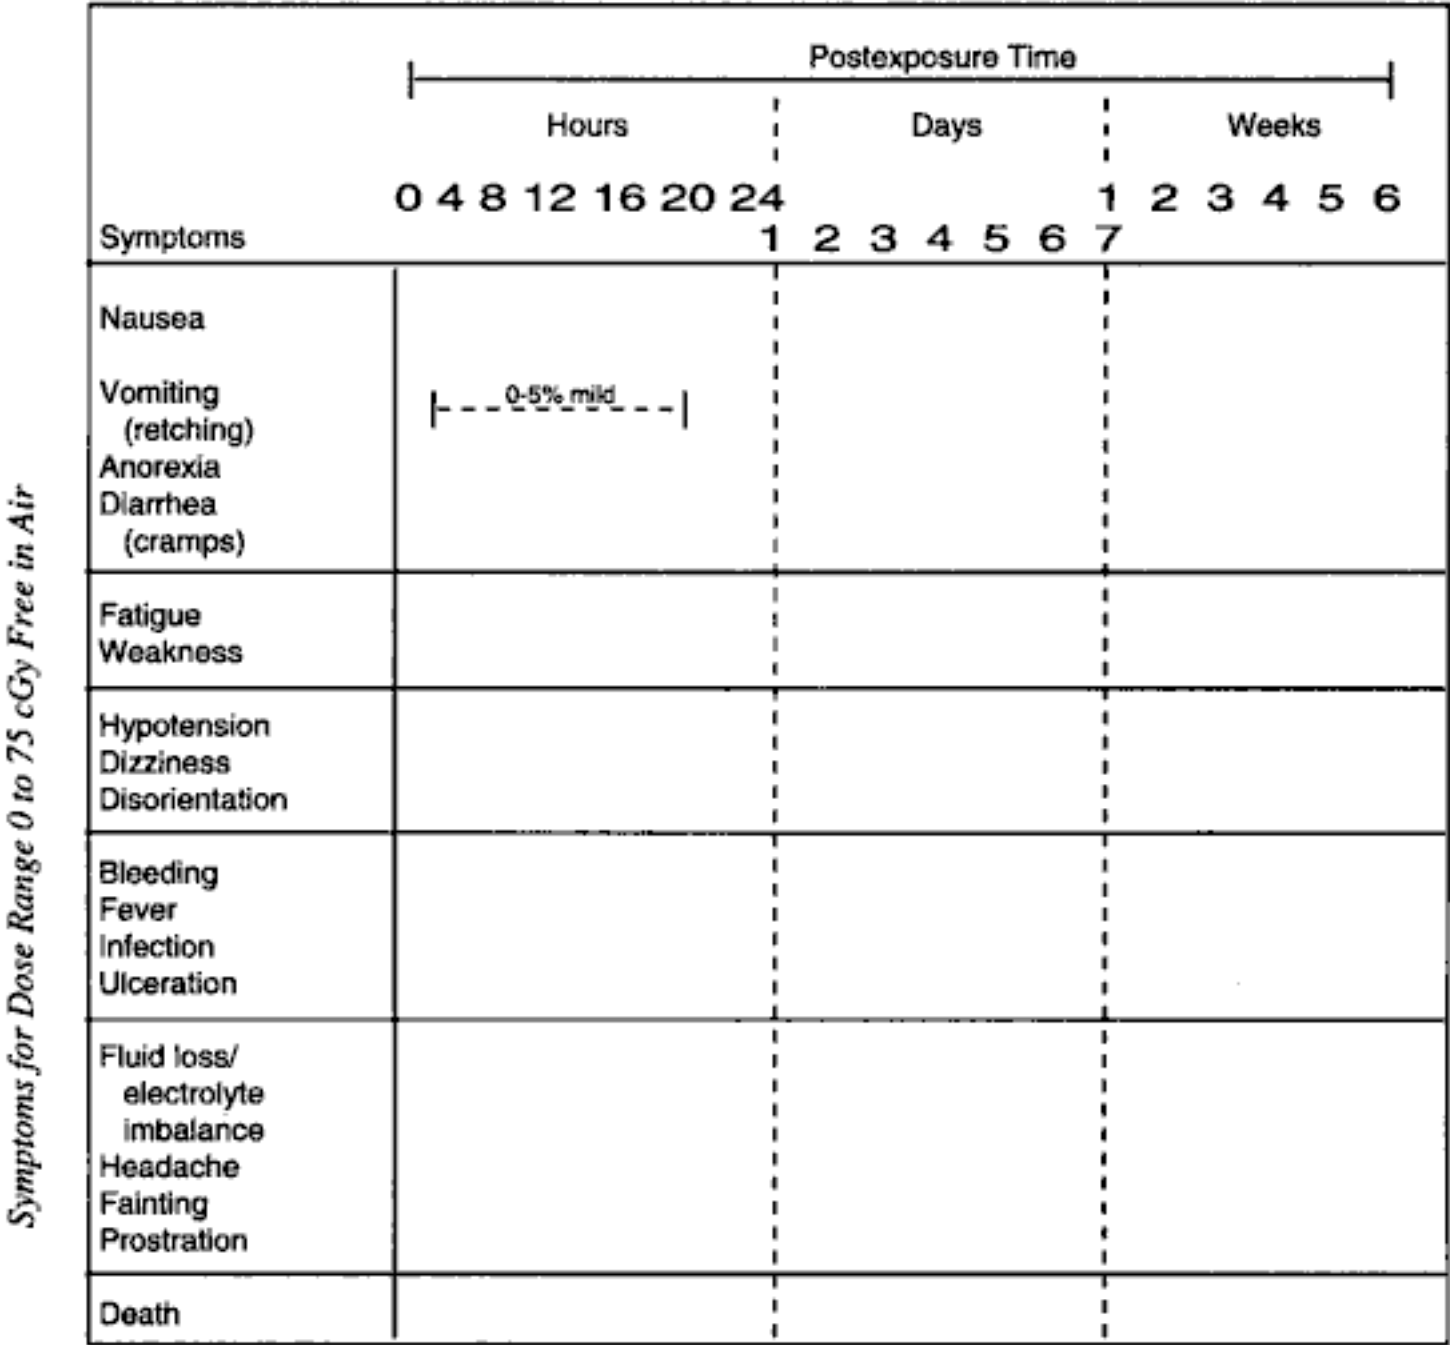 Symptoms for Dose Range 0 to 75 cGy Free in Air
Postexposure Time
Hours Days Weeks
0 4 8 12 16 20 24 1 2 3 4 5 6
Symptoms 1 2 3 4 5 6 7
Nausea
Vomiting 0-5% mild
(retching)
Anorexia
Diarrhea
(cramps)
Fatigue
Weakness
Hypotension
Dizziness
Disorientation
Bleeding
Fever
Infection
Ulceration
Fluid loss/
electrolyte
imbalance
Headache
Fainting
Prostration
Death